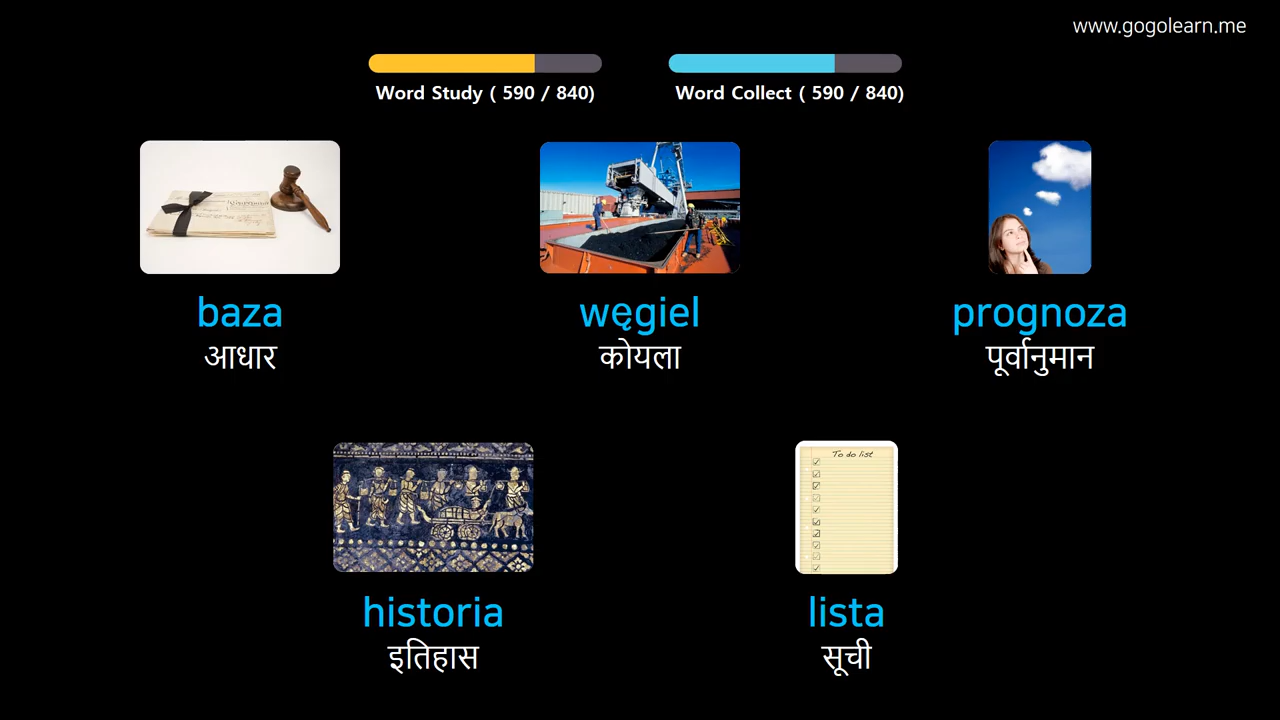 www.gogolearn.me
Word Study ( 590 / 840)
Word Collect ( 590 / 840)
baza
आधार
węgiel
कोयला
prognoza
पूर्वानुमान
To do list
historia
इतिहास
lista
सूची